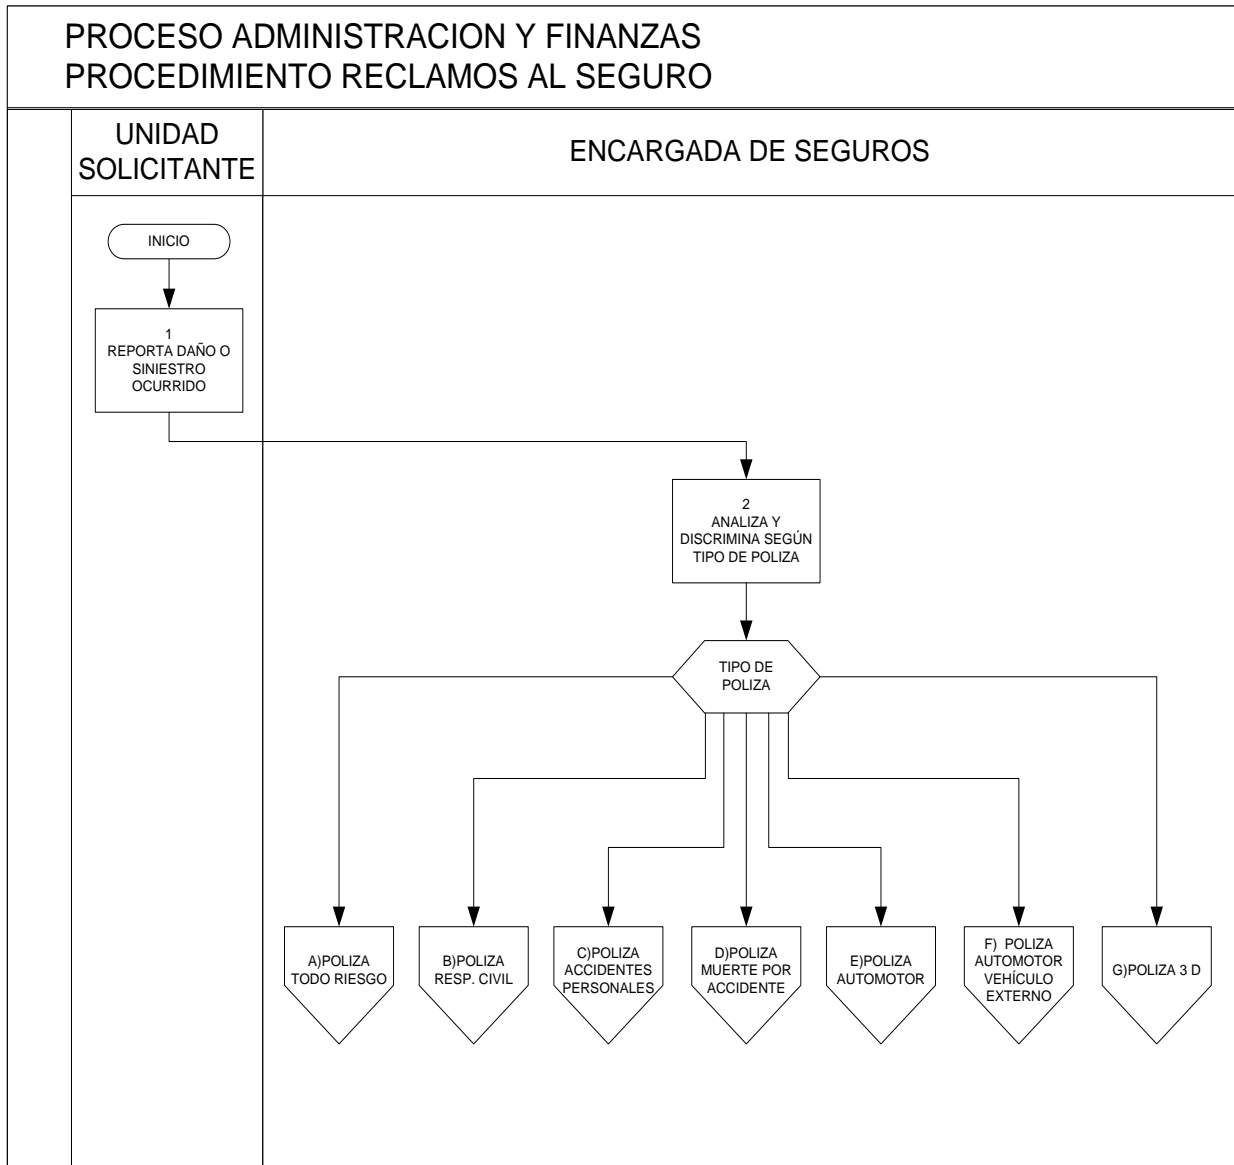 PROCESO ADMINISTRACION Y FINANZAS
PROCEDIMIENTO RECLAMOS AL SEGURO
UNIDAD
SOLICITANTE
ENCARGADA DE SEGUROS
INICIO
1
REPORTA DAÑO O
SINIESTRO
OCURRIDO
2
ANALIZA Y
DISCRIMINA SEGÚN
TIPO DE POLIZA
TIPO DE
POLIZA
A)POLIZA
TODO RIESGO
B)POLIZA
RESP. CIVIL
C)POLIZA
ACCIDENTES
PERSONALES
D)POLIZA
MUERTE POR
ACCIDENTE
E)POLIZA
AUTOMOTOR
F) POLIZA
AUTOMOTOR
VEHÍCULO
EXTERNO
G)POLIZA 3 D